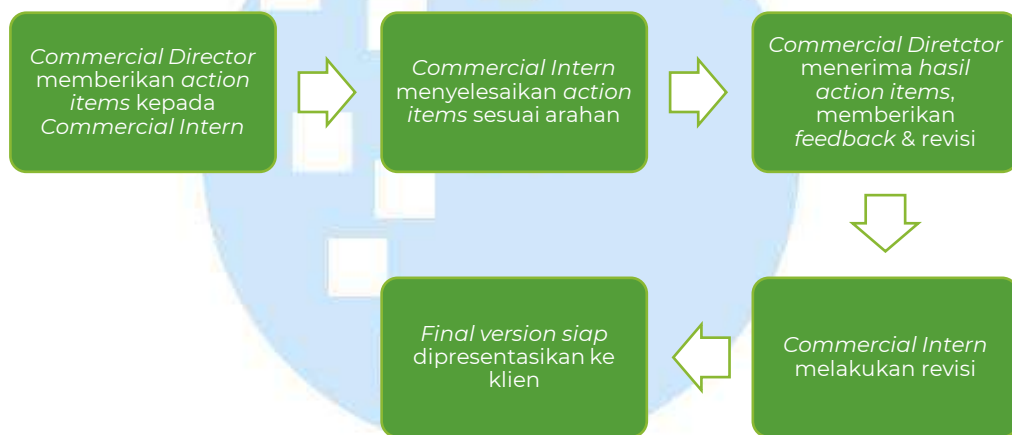 Commercial Director
memberikan action
items kepada
Commercial Intern
Commercial Intern
menyelesaikan action
items sesuai arahan
Commercial Diretctor
menerima hasil
action items,
memberikan
feedback & revisi
Commercial Intern
melakukan revisi
Final version siap
dipresentasikan ke
klien